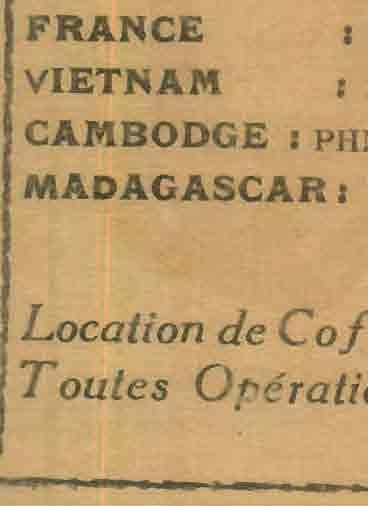 FRANCE :
VIETNAM :
CAMBODGE : PH
MADAGASCAR :
Location de Cof
Toutes Opérati